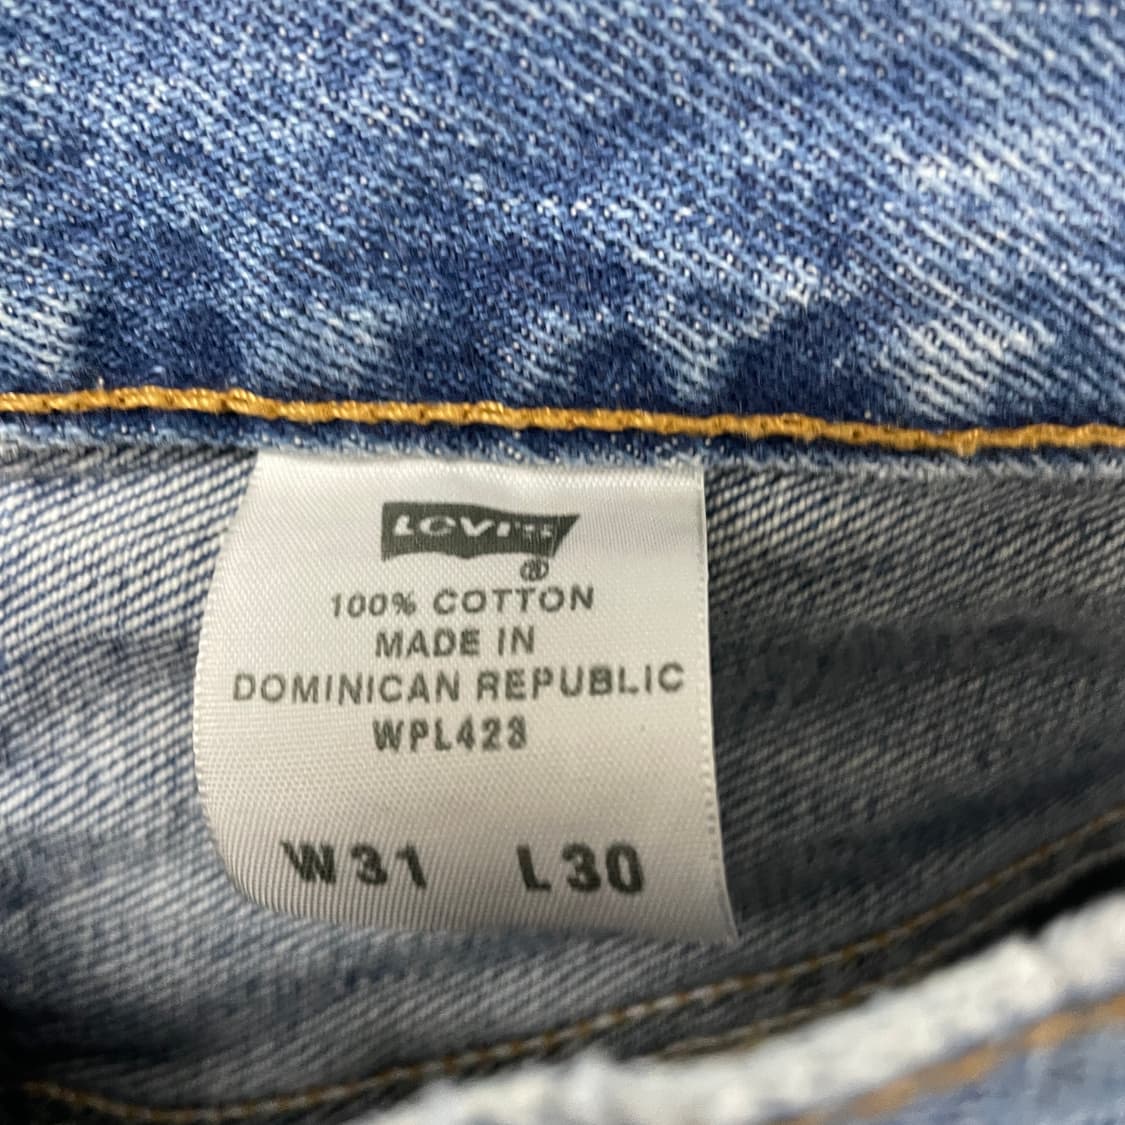 LEVI'S
®
100% COTTON
MADE IN
DOMINICAN REPUBLIC
WPL423
W31 L30